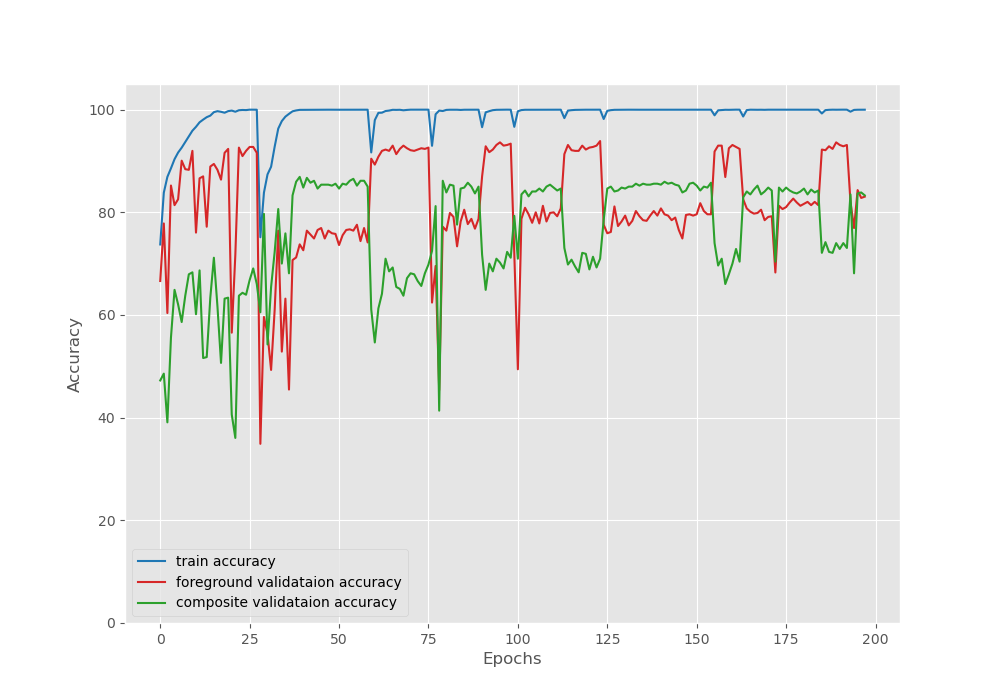 100
80
60
40
20
0
Accuracy
train accuracy
foreground validataion accuracy
composite validataion accuracy
0 25 50 75 100 125 150 175 200
Epochs